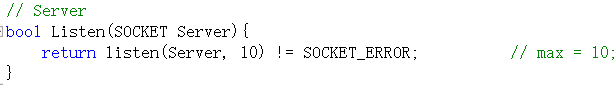 // Server
bool Listen(SOCKET Server){
    return listen(Server, 10) != SOCKET_ERROR;          // max = 10;
}